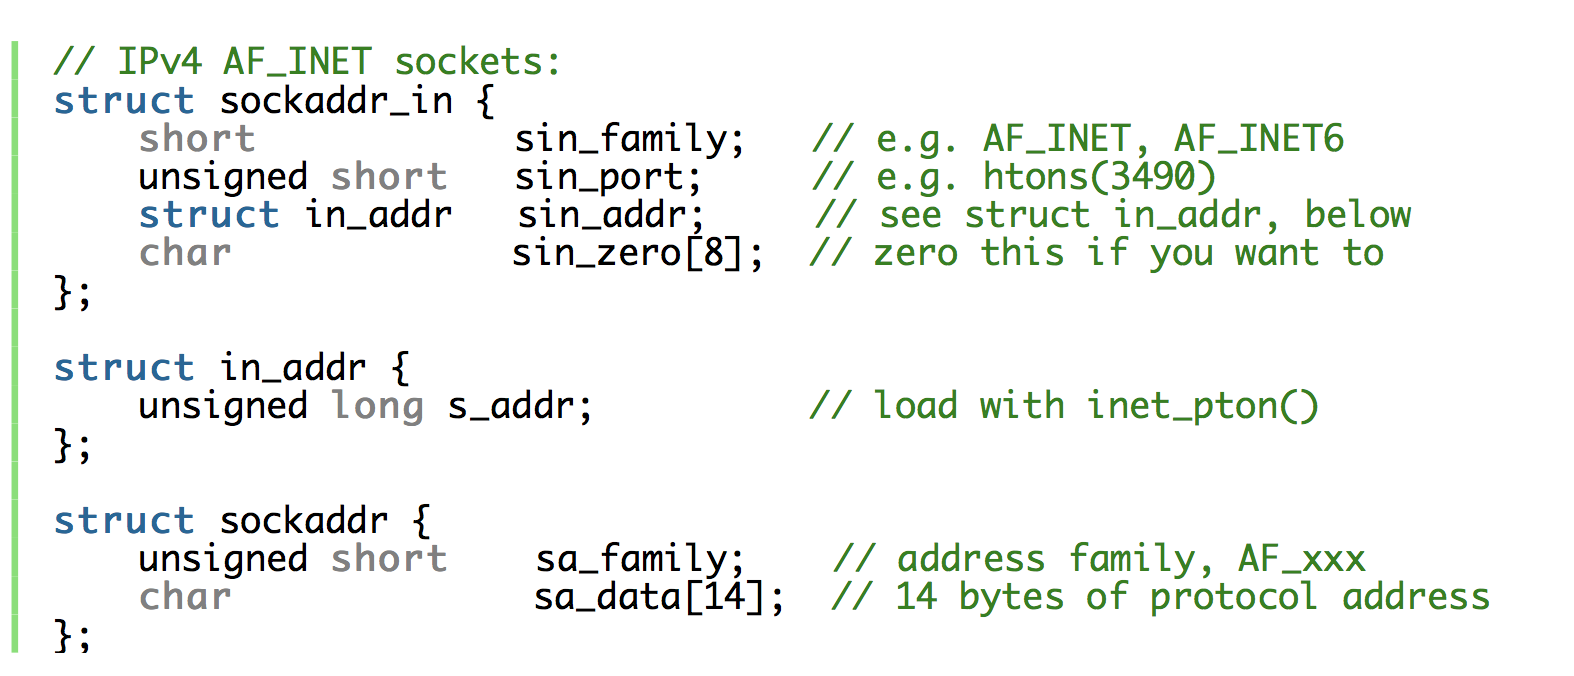 // IPv4 AF_INET sockets:
struct sockaddr_in {
    short            sin_family;   // e.g. AF_INET, AF_INET6
    unsigned short   sin_port;     // e.g. htons(3490)
    struct in_addr   sin_addr;     // see struct in_addr, below
    char             sin_zero[8];  // zero this if you want to
};

struct in_addr {
    unsigned long s_addr;          // load with inet_pton()
};

struct sockaddr {
    unsigned short    sa_family;    // address family, AF_xxx
    char              sa_data[14];  // 14 bytes of protocol address
};